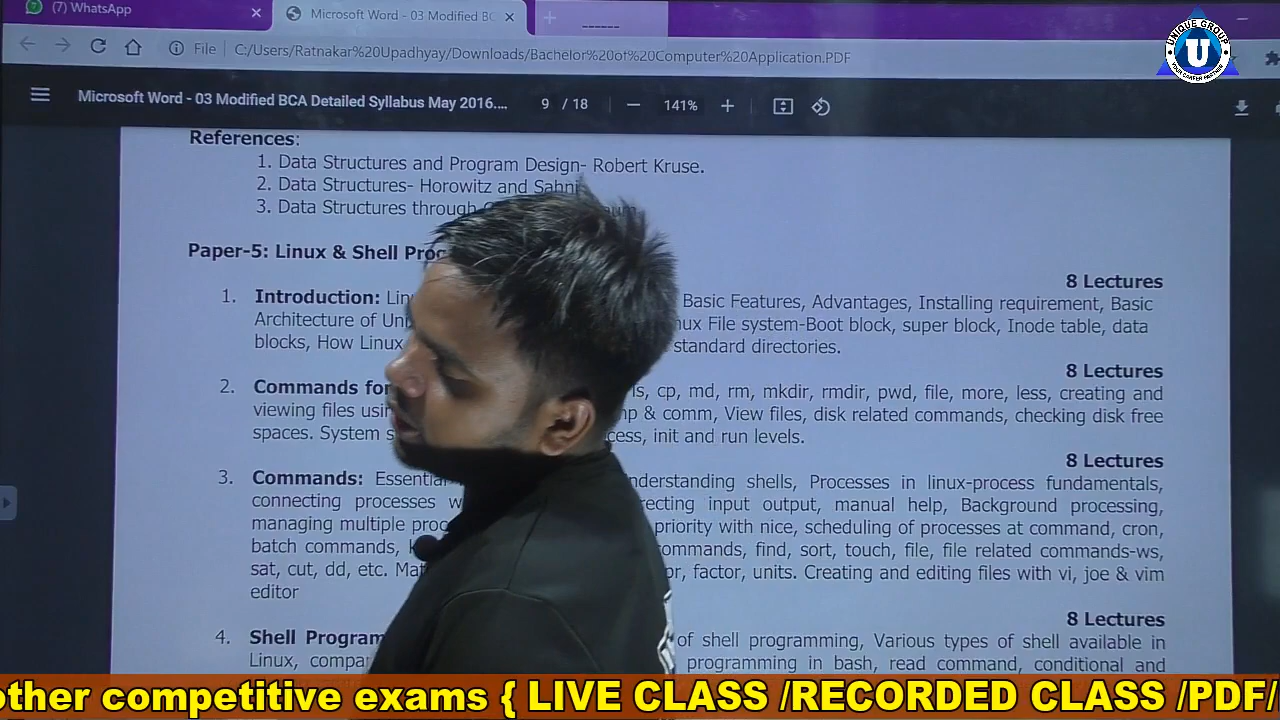 (7) WhatsApp
Microsoft Word - 03 Modified BC
File C:/Users/Ratnakar%20Upadhyay/Downloads/Bachelor%20of%20Computer%20Application.PDF
UNIQUE GROUP
U
YOUR CAREER PARTNER
Microsoft Word - 03 Modified BCA Detailed Syllabus May 2016.... 9 / 18 141%
References:
1. Data Structures and Program Design- Robert Kruse.
2. Data Structures- Horowitz and Sahni
3. Data Structures through
Paper-5: Linux & Shell
8 Lectures
1. Introduction: Basic Features, Advantages, Installing requirement, Basic
Architecture of File system-Boot block, super block, Inode table, data
blocks, How Linux standard directories.
8 Lectures
2. Commands for ls, cp, md, rm, mkdir, rmdir, pwd, file, more, less, creating and
viewing files & comm, View files, disk related commands, checking disk free
spaces. System init and run levels.
8 Lectures
3. Commands: shells, Processes in linux-process fundamentals,
connecting processes input output, manual help, Background processing,
managing multiple priority with nice, scheduling of processes at command, cron,
batch commands, find, sort, touch, file, file related commands-ws,
sat, cut, dd, etc. factor, units. Creating and editing files with vi, joe & vim
editor
8 Lectures
4. Shell of shell programming, Various types of shell available in
Linux, programming in bash, read command, conditional and
other competitive exams { LIVE CLASS /RECORDED CLASS /PDF/